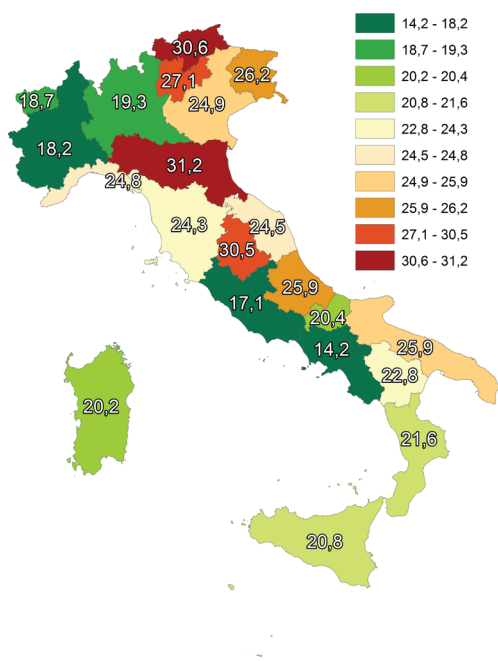 14,2 - 18,2
18,7 - 19,3
20,2 - 20,4
20,8 - 21,6
22,8 - 24,3
24,5 - 24,8
24,9 - 25,9
25,9 - 26,2
27,1 - 30,5
30,6 - 31,2
30,6
27,1
26,2
18,7
19,3
24,9
18,2
31,2
24,8
24,3
24,5
30,5
25,9
17,1
20,4
14,2
25,9
22,8
20,2
21,6
20,8